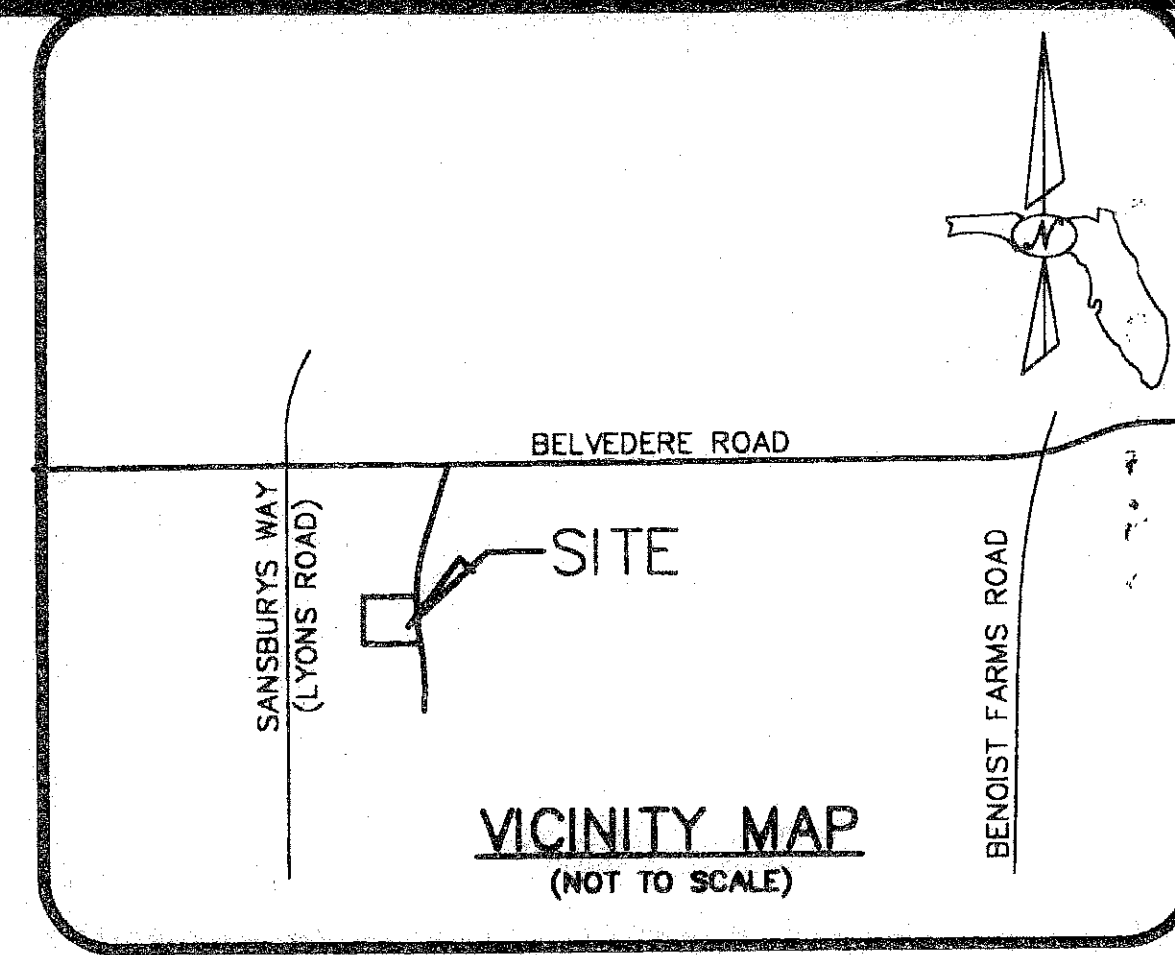 N
BELVEDERE ROAD
SANSBURYS WAY
(LYONS ROAD)
SITE
BENOIST FARMS ROAD
VICINITY MAP
(NOT TO SCALE)